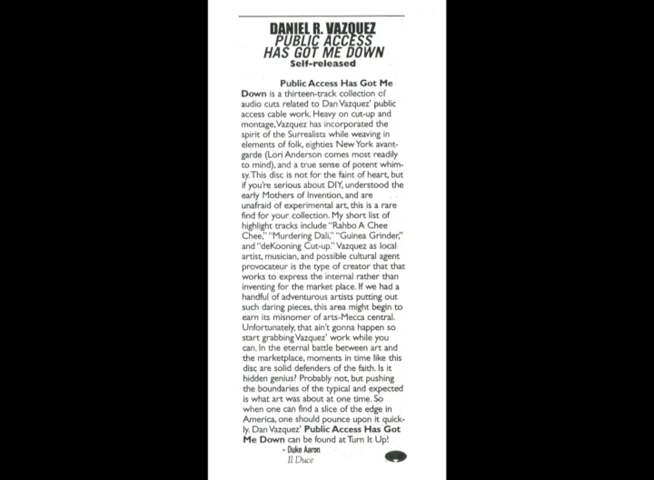 DANIEL R. VAZQUEZ
PUBLIC ACCESS
HAS GOT ME DOWN
Self-released
Public Access Has Got Me
Down is a thirteen-track collection of
audio cuts related to Dan Vazquez' public
access cable work. Heavy on cut-up and
montage, Vazquez has incorporated the
spirit of the Surrealists while weaving in
elements of folk, eighties New York avant-
garde (Lori Anderson comes most readily
to mind), and a true sense of potent whim-
sy. This disc is not for the faint of heart, but
if you're serious about DIY, understood the
early Mothers of Invention, and are
unafraid of experimental art, this is a rare
find for your collection. My short list of
highlight tracks include "Rahbo A Chee
Chee," "Murdering Dali," "Guinea Grinder,"
and "deKooning Cut-up." Vazquez as local
artist, musician, and possible cultural agent
provocateur is the type of creator that that
works to express the internal rather than
inventing for the market place. If we had a
handful of adventurous artists putting out
such daring pieces, this area might begin to
earn its misnomer of arts-Mecca central.
Unfortunately, that ain't gonna happen so
start grabbing Vazquez' work while you
can. In the eternal battle between art and
the marketplace, moments in time like this
disc are solid defenders of the faith. Is it
hidden genius? Probably not, but pushing
the boundaries of the typical and expected
is what art was about at one time. So
when one can find a slice of the edge in
America, one should pounce upon it quick-
ly. Dan Vazquez' Public Access Has Got
Me Down can be found at Turn It Up!
- Duke Aaron
Il Duce